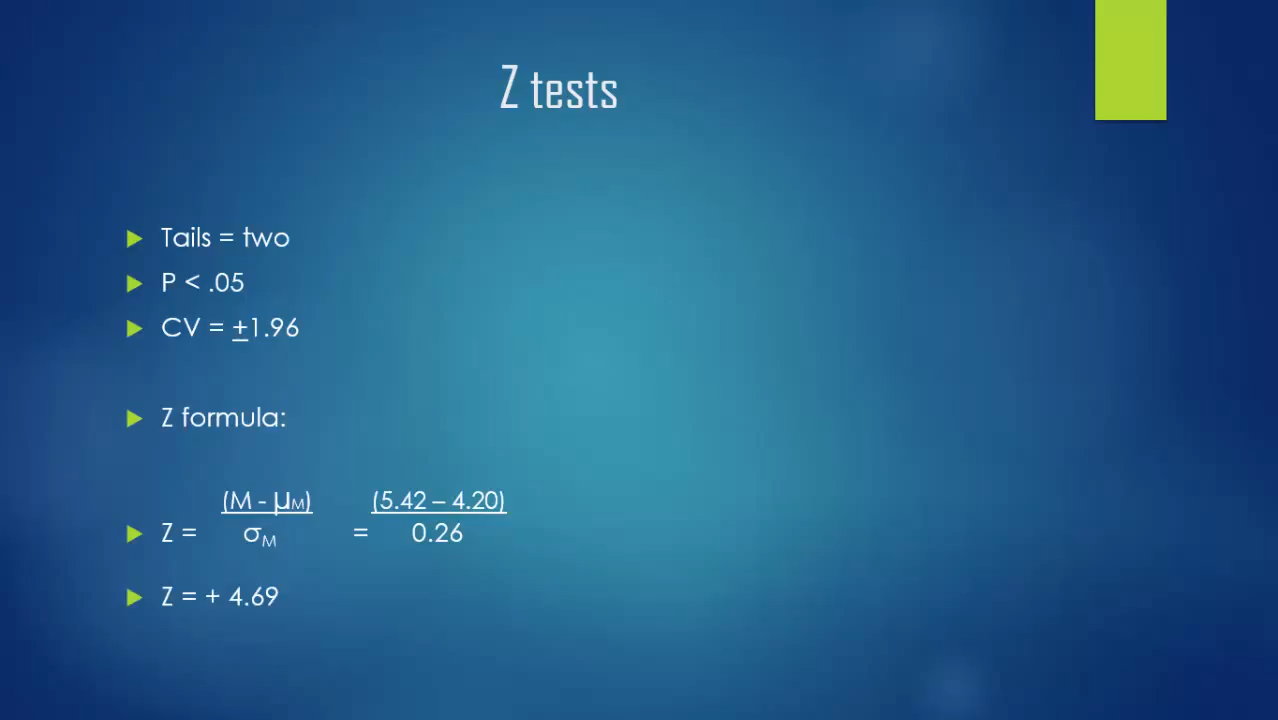 Z tests
Tails = two
P < .05
CV = ±1.96
Z formula:
(M - μM) (5.42 – 4.20)
Z = σM = 0.26
Z = + 4.69